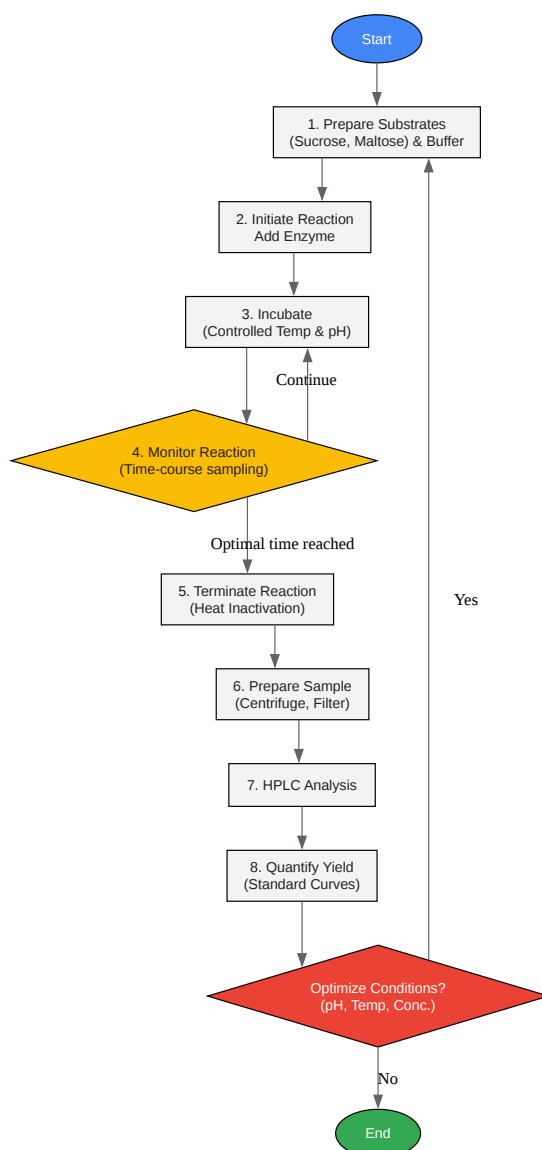 Start
1. Prepare Substrates
(Sucrose, Maltose) & Buffer
2. Initiate Reaction
Add Enzyme
3. Incubate
(Controlled Temp & pH)
Continue
4. Monitor Reaction
(Time-course sampling)
Optimal time reached
5. Terminate Reaction
(Heat Inactivation)
Yes
6. Prepare Sample
(Centrifuge, Filter)
7. HPLC Analysis
8. Quantify Yield
(Standard Curves)
Optimize Conditions?
(pH, Temp, Conc.)
No
End